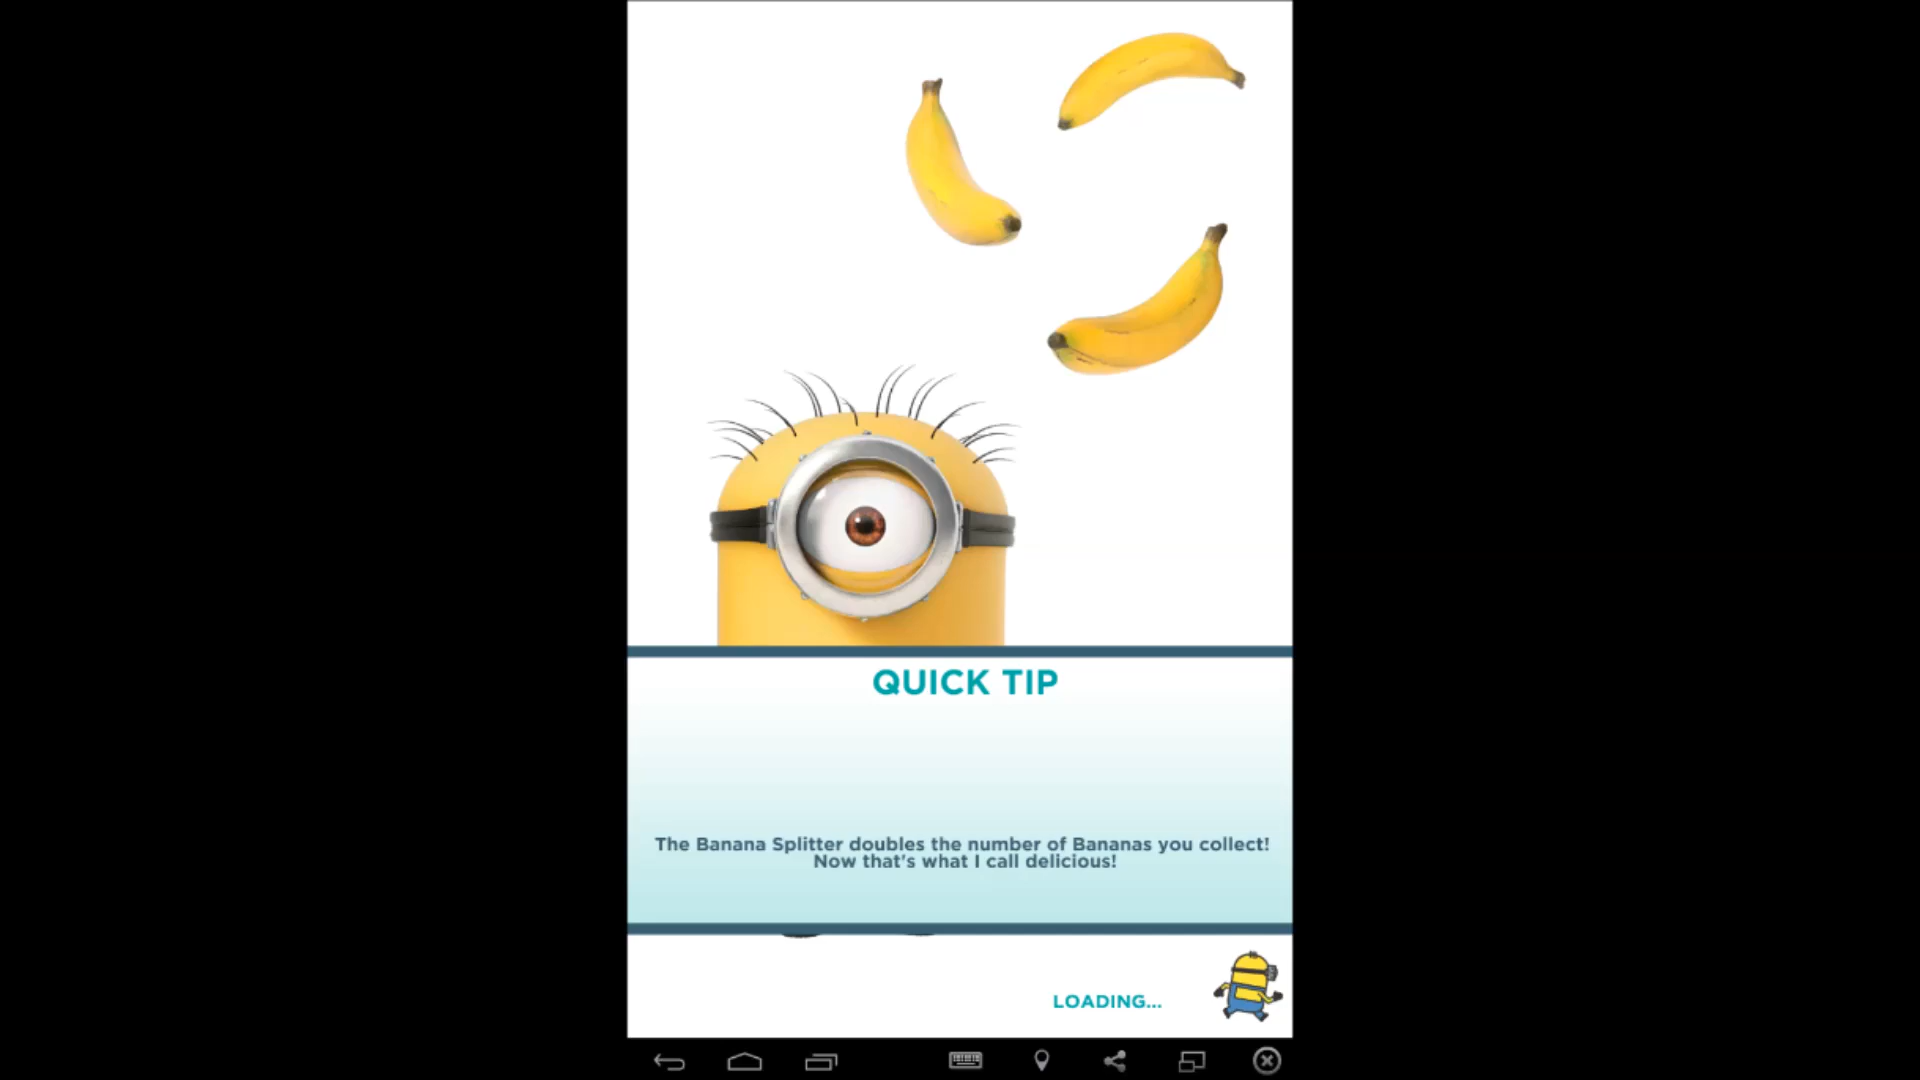 QUICK TIP
The Banana Splitter doubles the number of Bananas you collect!
Now that's what I call delicious!
LOADING...